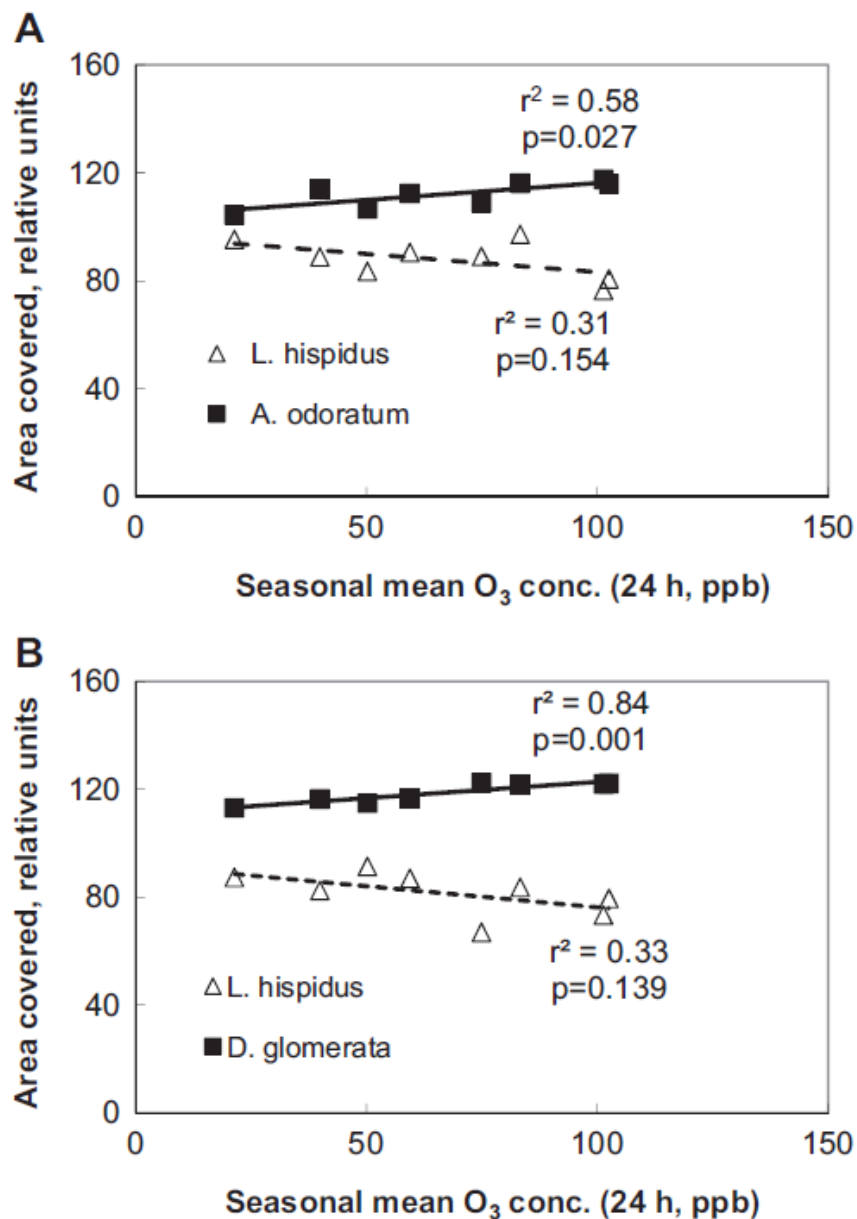 A
Area covered, relative units
160
120
80
40
0
r² = 0.58
p=0.027
r² = 0.31
p=0.154
L. hispidus
A. odoratum
0 50 100 150
Seasonal mean O₃ conc. (24 h, ppb)
B
Area covered, relative units
160
120
80
40
0
r² = 0.84
p=0.001
r² = 0.33
p=0.139
L. hispidus
D. glomerata
0 50 100 150
Seasonal mean O₃ conc. (24 h, ppb)